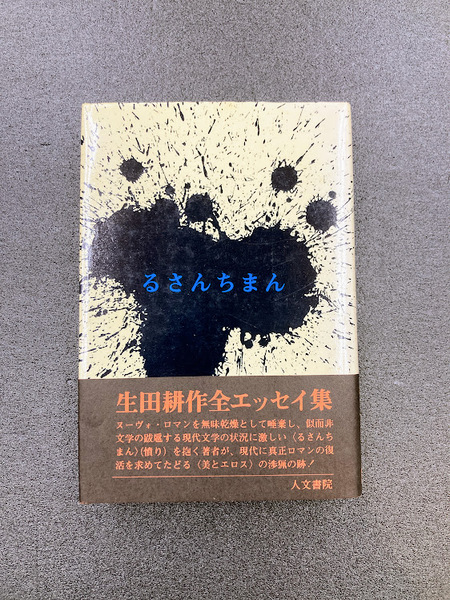 るさんちまん
生田耕作全エッセイ集
ヌーヴォ・ロマンを無味乾燥として唾棄し、似而非
文学の跋扈する現代文学の状況に激しい〈るさんち
まん〉(憤り)を抱く著者が、現代に真正ロマンの復
活を求めてたどる〈美とエロス〉の渉猟の跡！
人文書院